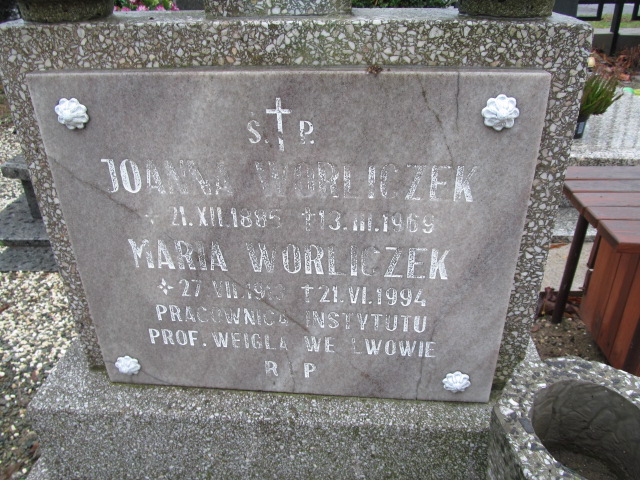 Ś. P.
JOANNA WORLICZEK
21.XII.1885 † 13.III.1969
MARIA WORLICZEK
27 VII † 21.VI.1994
PRACOWNICA INSTYTUTU
PROF. WEIGLA WE LWOWIE
R I P